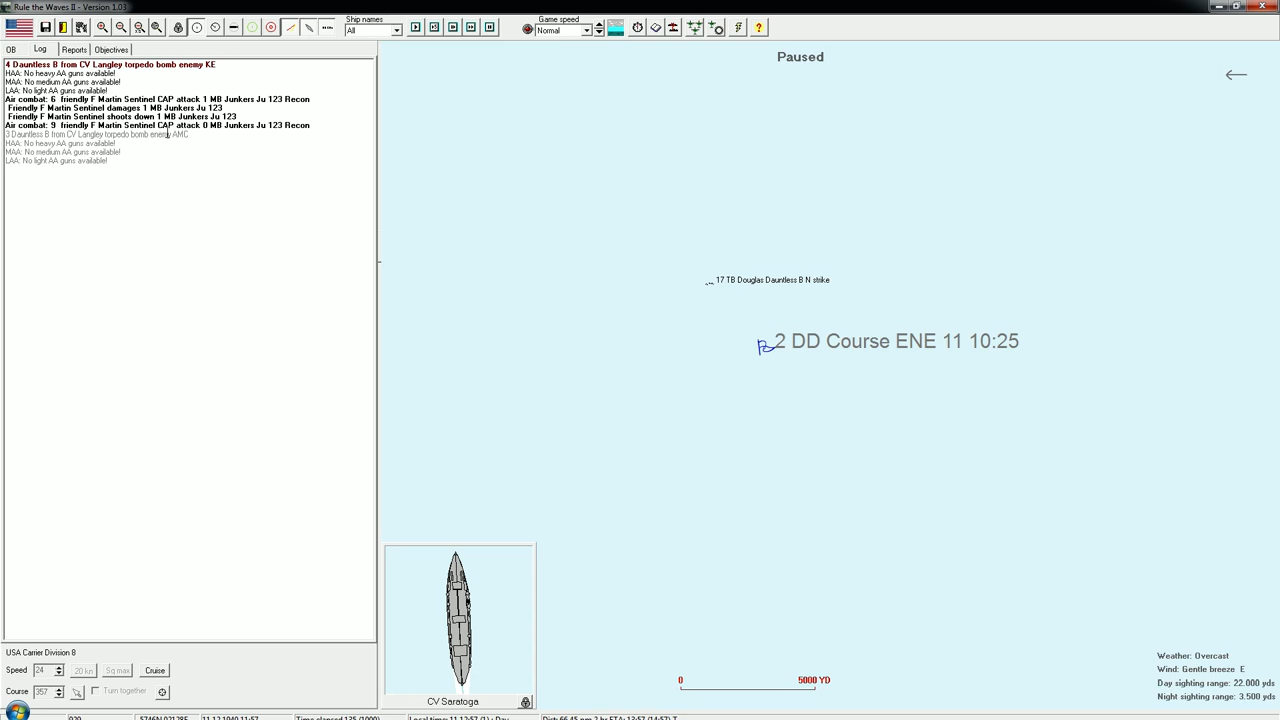 Rule the Waves II - Version 1.03
Ship names
All
Game speed
Normal
OB Log Reports Objectives
4 Dauntless B from CV Langley torpedo bomb enemy KE
HAA: No heavy AA guns available!
MAA: No medium AA guns available!
LAA: No light AA guns available!
Air combat: 6 friendly F Martin Sentinel CAP attack 1 MB Junkers Ju 123 Recon
Friendly F Martin Sentinel damages 1 MB Junkers Ju 123
Friendly F Martin Sentinel shoots down 1 MB Junkers Ju 123
Air combat: 9 friendly F Martin Sentinel CAP attack 0 MB Junkers Ju 123 Recon
3 Dauntless B from CV Langley torpedo bomb enemy AMC
HAA: No heavy AA guns available!
MAA: No medium AA guns available!
LAA: No light AA guns available!
Paused
17 TB Douglas Dauntless B N strike
2 DD Course ENE 11 10:25
USA Carrier Division 8
Speed 24 20 kn Sq max Cruise
Course 357 Turn together
CV Saratoga
0 5000 YD
Weather: Overcast
Wind: Gentle breeze E
Day sighting range: 22.000 yds
Night sighting range: 3.500 yds